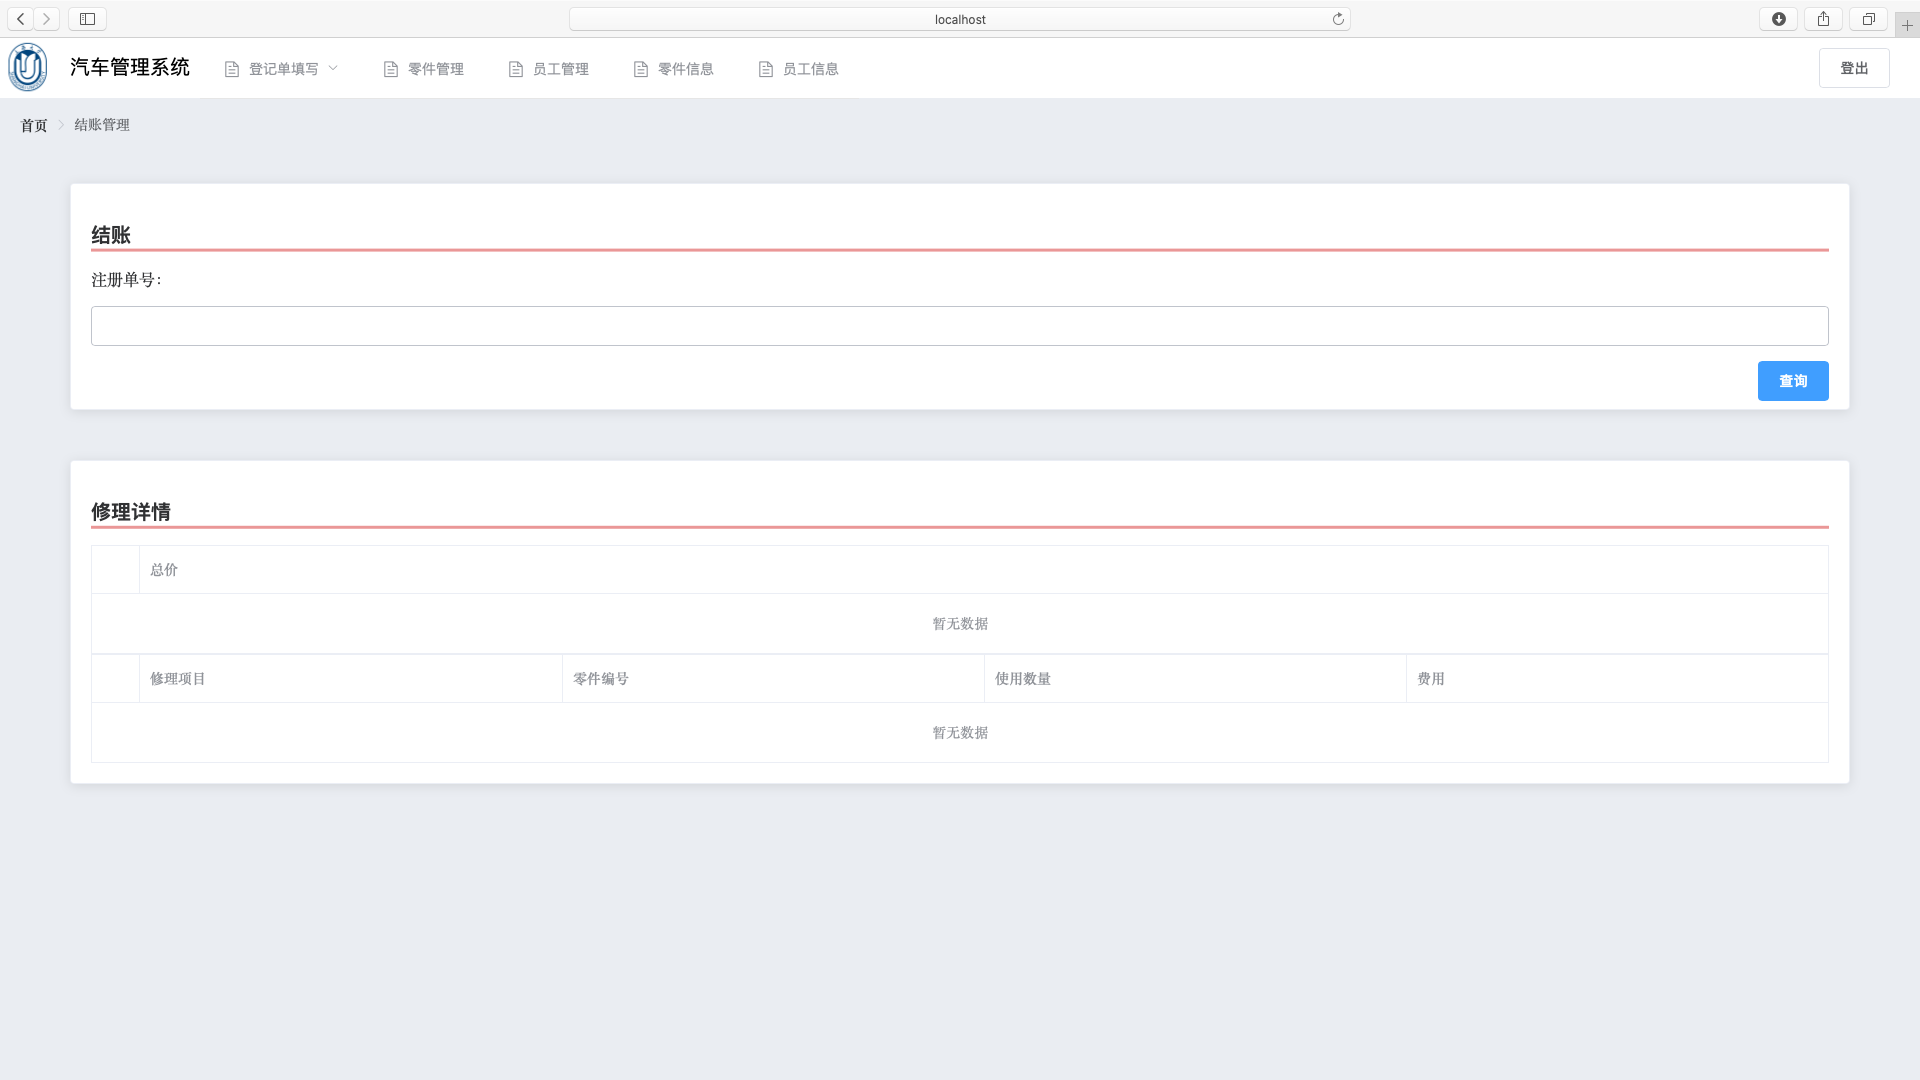 localhost
汽车管理系统 登记单填写 零件管理 员工管理 零件信息 员工信息 登出
首页 结账管理
结账
注册单号：
查询
修理详情
总价
暂无数据
修理项目 零件编号 使用数量 费用
暂无数据